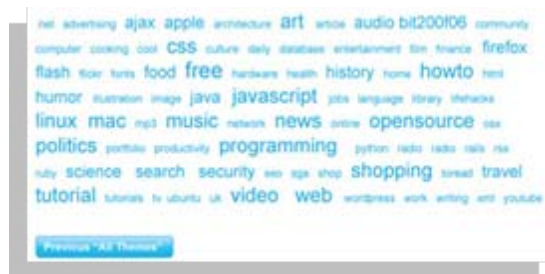 .net advertising ajax apple architecture art article audio bit200f06 community
computer cooking cool css culture daily database entertainment film finance firefox
flash flickr fonts food free hardware health history home howto html
humor illustration image java javascript jobs language library lifehacks
linux mac mp3 music network news online opensource osx
politics portfolio productivity programming python radio rails
ruby science search security seo shop shopping travel
tutorial tutorials tv ubuntu uk video web wordpress work writing youtube
Previous "All Themes"